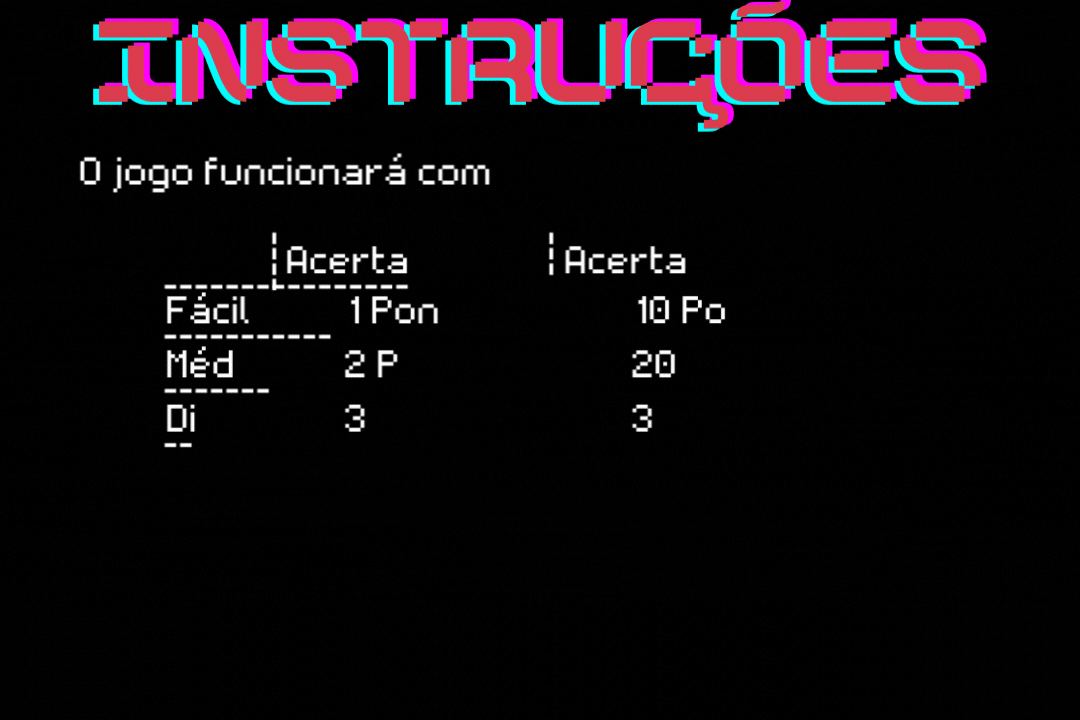 INSTRUÇÕES
O jogo funcionará com
Acerta Acerta
Fácil 1 Pon 10 Po
Méd 2 P 20
Di 3 3